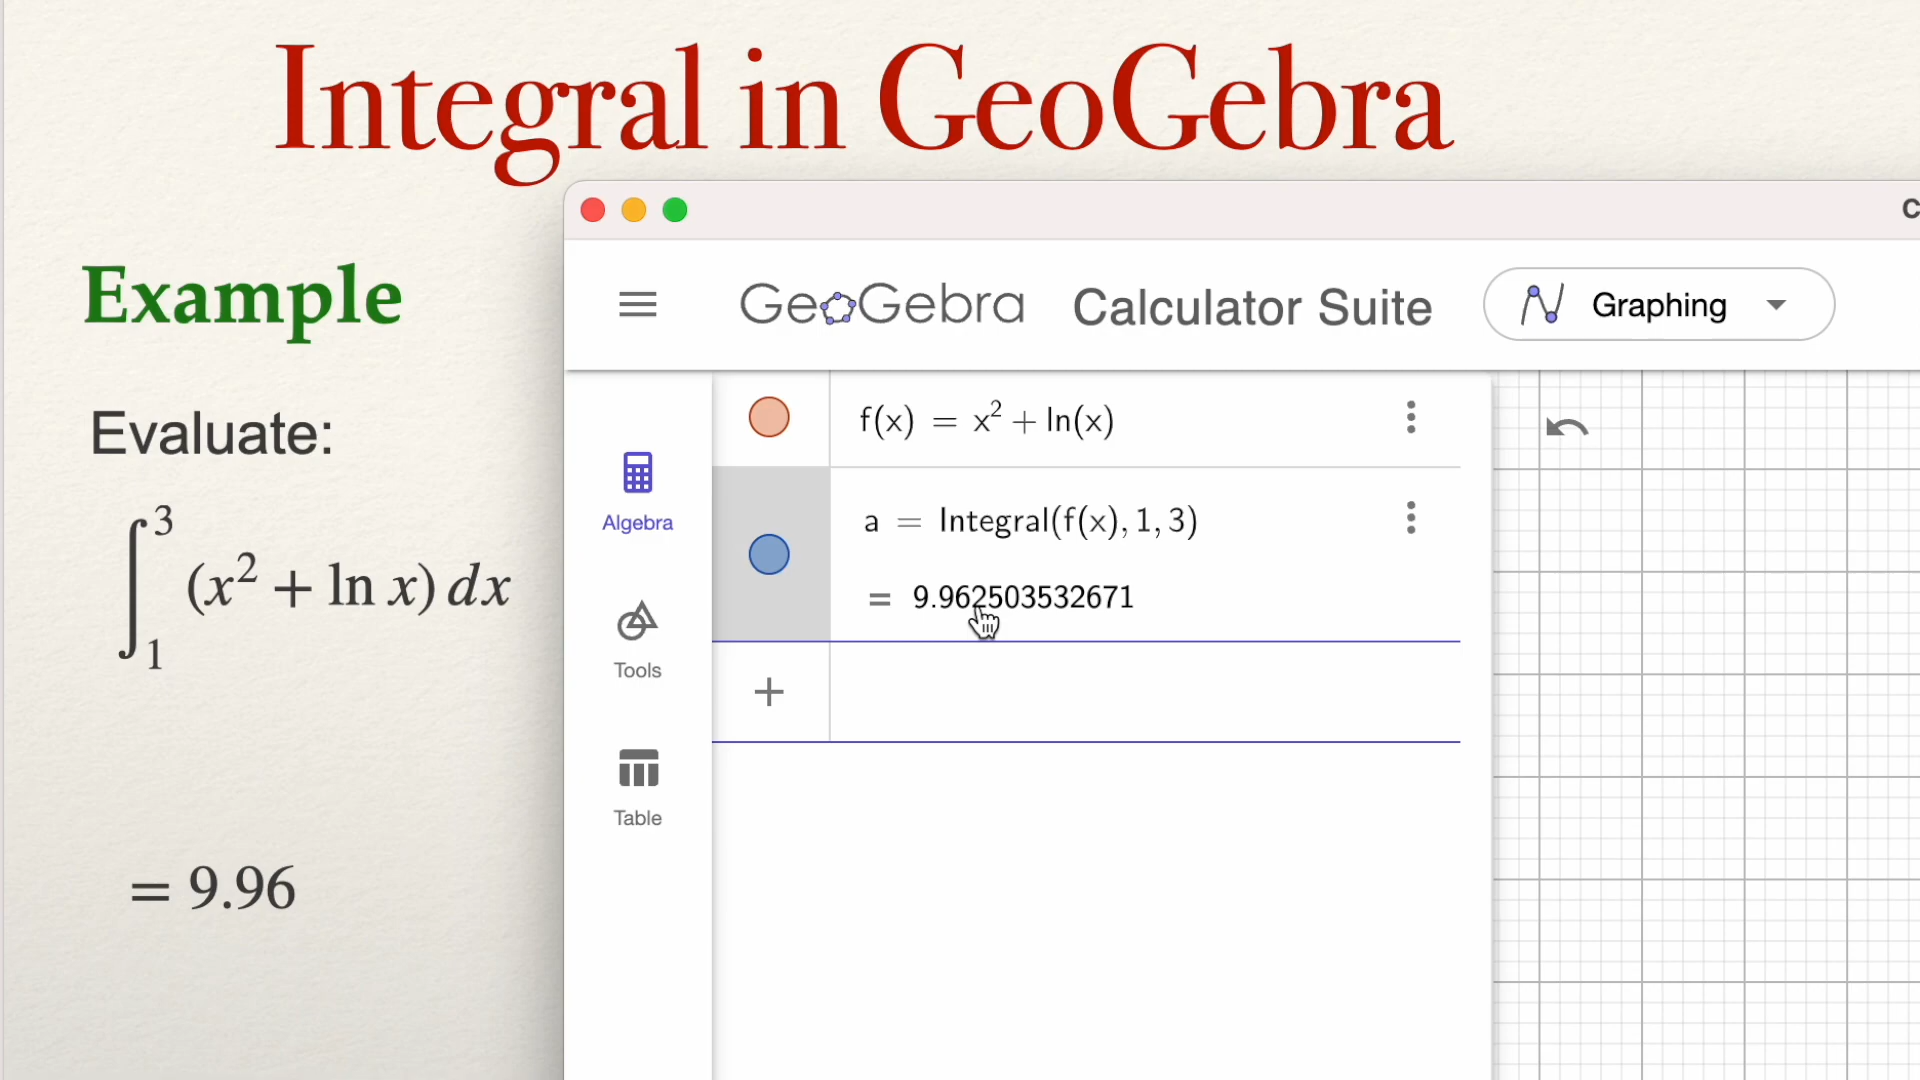 Integral in GeoGebra
Example
Evaluate:
∫₁³ (x² + ln x) dx
= 9.96
C
GeoGebra Calculator Suite
Graphing
Algebra
Tools
Table
f(x) = x² + ln(x)
a = Integral(f(x), 1, 3)
= 9.962503532671
+